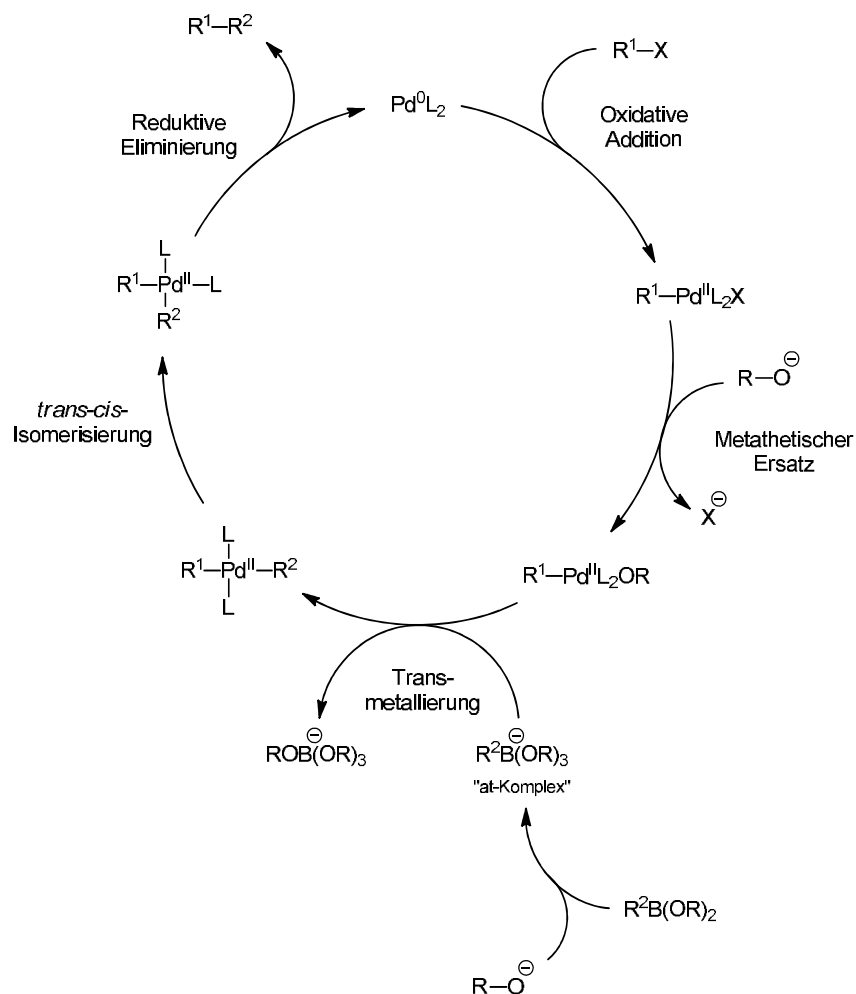 R¹—R²
R¹—X
Pd⁰L₂
Reduktive
Eliminierung
Oxidative
Addition
L
R¹—Pdᴵᴵ—L
R²
R¹—PdᴵᴵL₂X
R—O⊖
trans-cis-
Isomerisierung
Metathetischer
Ersatz
X⊖
L
R¹—Pdᴵᴵ—R²
L
R¹—PdᴵᴵL₂OR
Trans-
metallierung
ROB⊖(OR)₃
R²B⊖(OR)₃
"at-Komplex"
R²B(OR)₂
R—O⊖